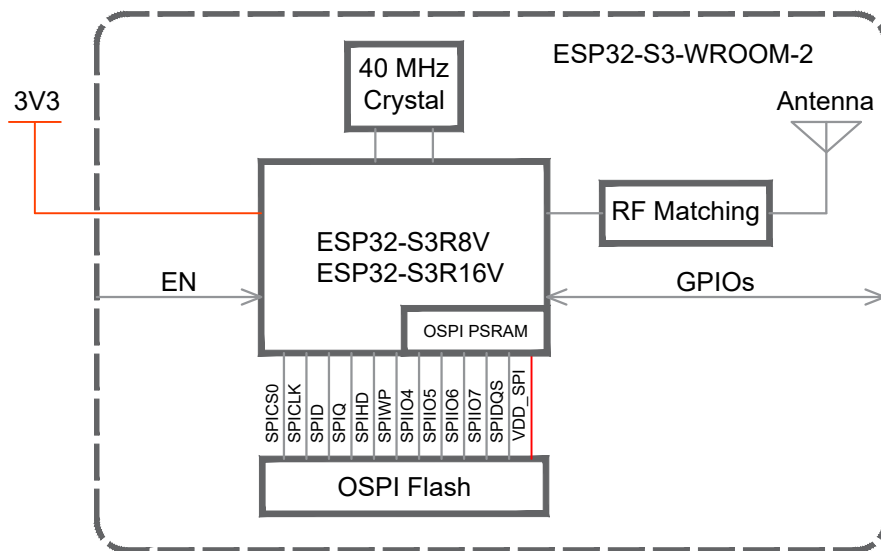 ESP32-S3-WROOM-2
40 MHz
Crystal
3V3
Antenna
RF Matching
ESP32-S3R8V
ESP32-S3R16V
EN
GPIOs
OSPI PSRAM
SPICS0
SPICLK
SPID
SPIQ
SPIHD
SPIWP
SPIIO4
SPIIO5
SPIIO6
SPIIO7
SPIDQS
VDD_SPI
OSPI Flash